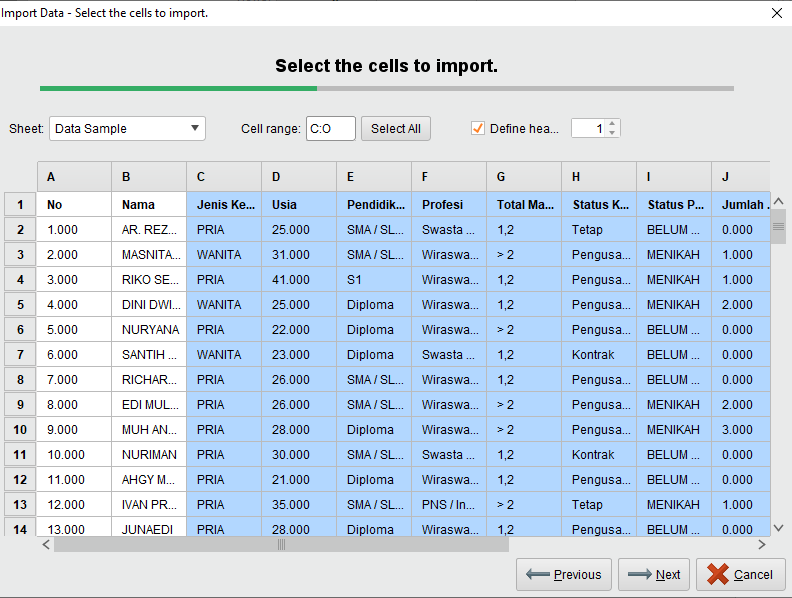 Import Data - Select the cells to import.
Select the cells to import.
Sheet: Data Sample Cell range: C:O Select All Define hea... 1
A B C D E F G H I J
1 No Nama Jenis Ke... Usia Pendidik... Profesi Total Ma... Status K... Status P... Jumlah .
2 1.000 AR. REZ... PRIA 25.000 SMA / SL... Swasta ... 1,2 Tetap BELUM ... 0.000
3 2.000 MASNITA... WANITA 31.000 SMA / SL... Wiraswa... > 2 Pengusa... MENIKAH 1.000
4 3.000 RIKO SE... PRIA 41.000 S1 Wiraswa... 1,2 Pengusa... MENIKAH 1.000
5 4.000 DINI DWI... WANITA 25.000 Diploma Wiraswa... 1,2 Pengusa... MENIKAH 2.000
6 5.000 NURYANA PRIA 22.000 Diploma Wiraswa... > 2 Pengusa... BELUM ... 0.000
7 6.000 SANTIH ... WANITA 23.000 Diploma Swasta ... 1,2 Kontrak BELUM ... 0.000
8 7.000 RICHAR... PRIA 26.000 SMA / SL... Wiraswa... 1,2 Pengusa... BELUM ... 0.000
9 8.000 EDI MUL... PRIA 26.000 SMA / SL... Wiraswa... > 2 Pengusa... MENIKAH 2.000
10 9.000 MUH AN... PRIA 28.000 Diploma Wiraswa... > 2 Pengusa... MENIKAH 3.000
11 10.000 NURIMAN PRIA 30.000 SMA / SL... Swasta ... 1,2 Kontrak BELUM ... 0.000
12 11.000 AHGY M... PRIA 21.000 Diploma Wiraswa... 1,2 Pengusa... BELUM ... 0.000
13 12.000 IVAN PR... PRIA 35.000 SMA / SL... PNS / In... > 2 Tetap MENIKAH 1.000
14 13.000 JUNAEDI PRIA 28.000 Diploma Wiraswa... 1,2 Pengusa... BELUM ... 0.000
Previous Next Cancel